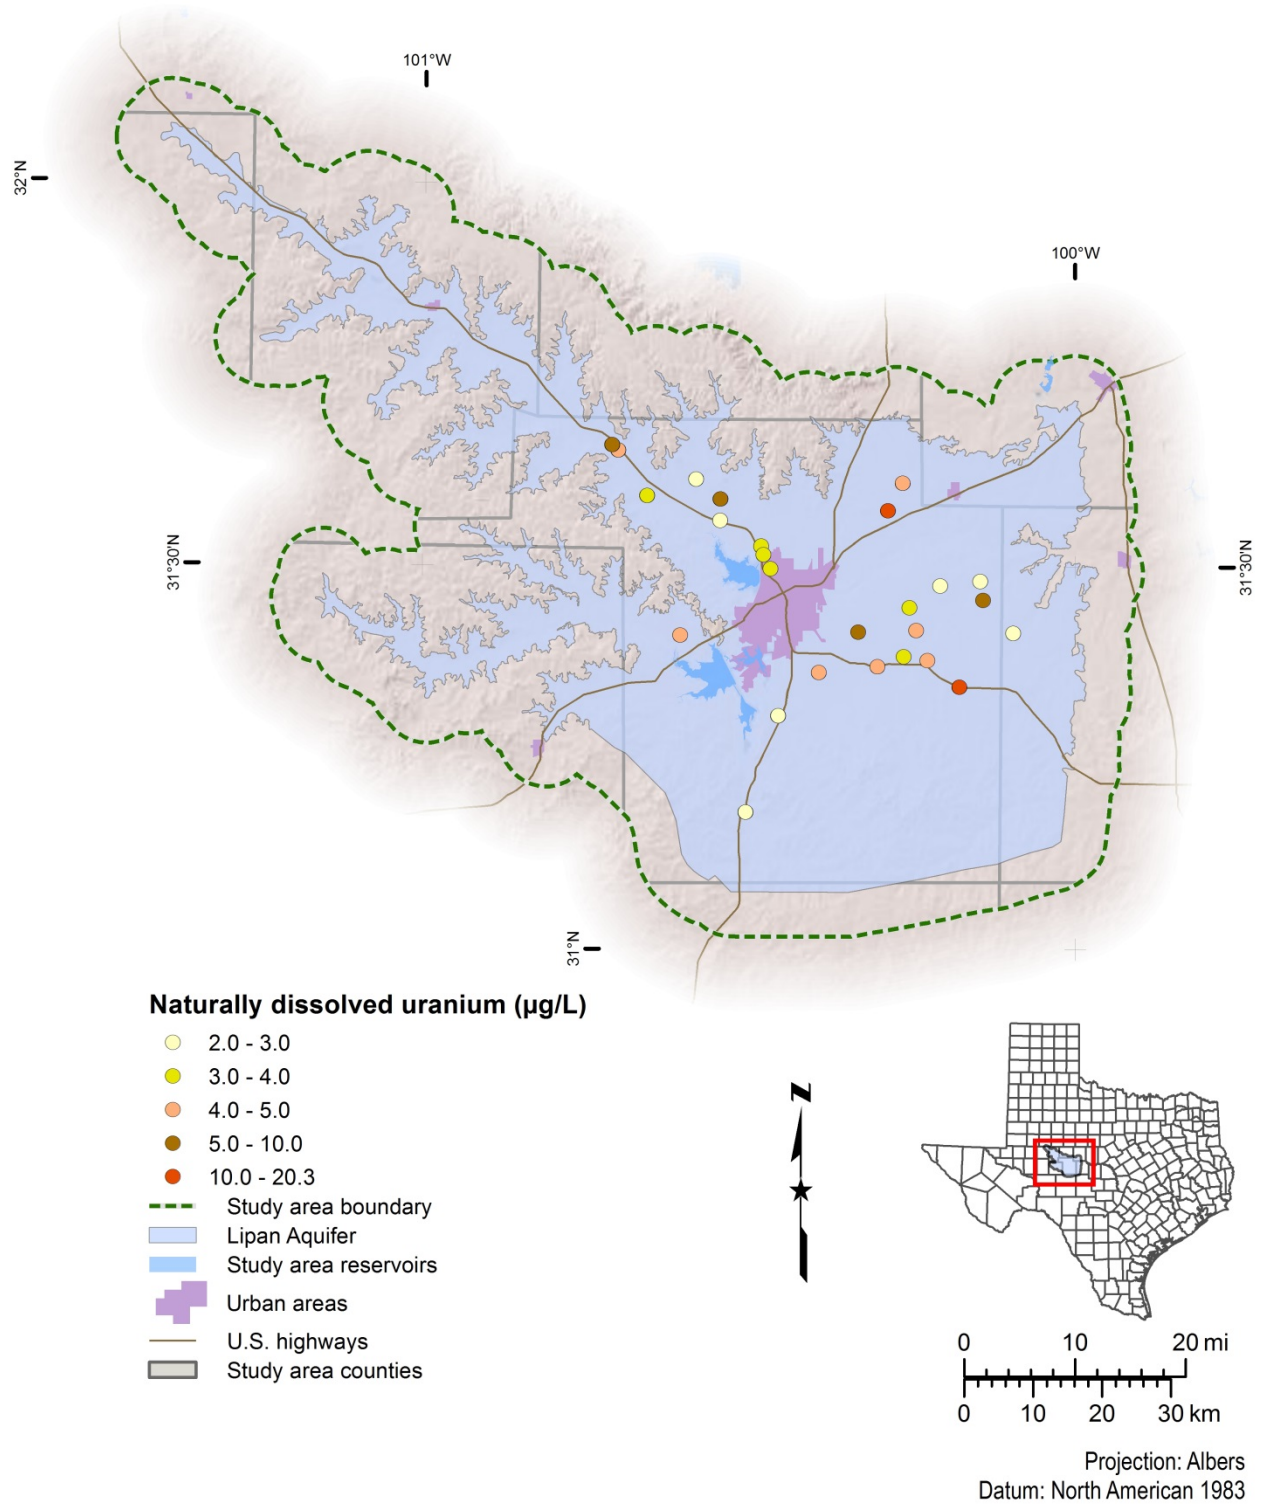 101°W
32°N
100°W
31°30'N
31°30'N
31°N
Naturally dissolved uranium (µg/L)
2.0 - 3.0
3.0 - 4.0
4.0 - 5.0
5.0 - 10.0
10.0 - 20.3
Study area boundary
Lipan Aquifer
Study area reservoirs
Urban areas
U.S. highways
Study area counties
N
0 10 20 mi
0 10 20 30 km
Projection: Albers
Datum: North American 1983